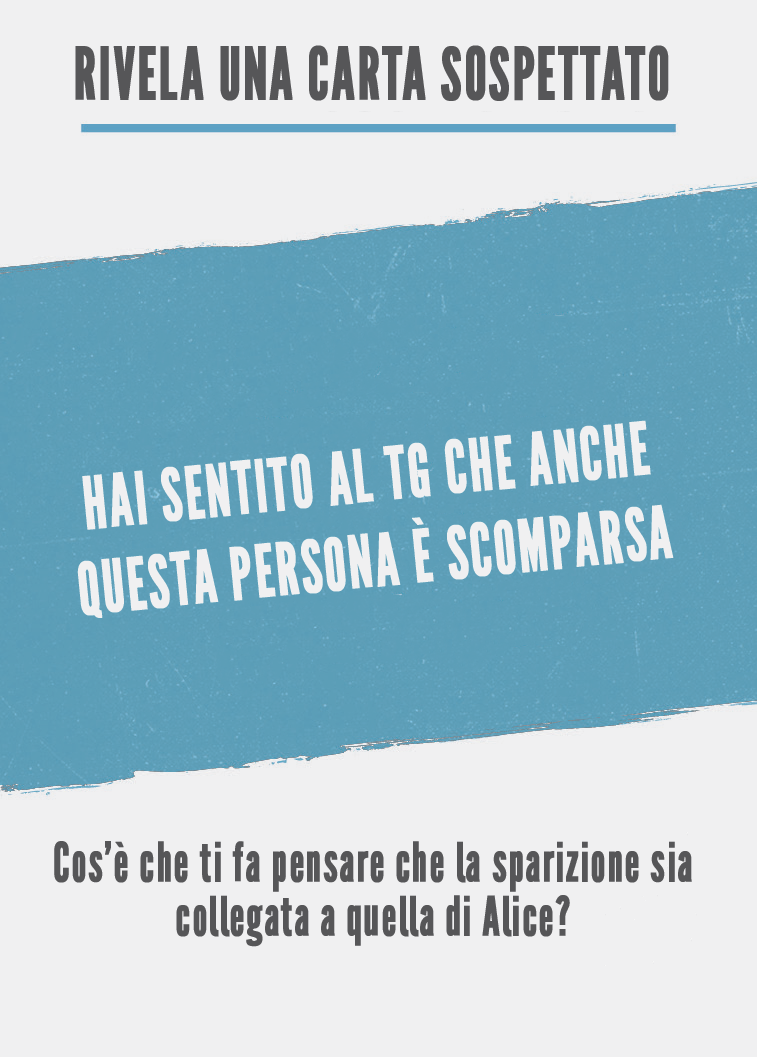 RIVELA UNA CARTA SOSPETTATO
HAI SENTITO AL TG CHE ANCHE
QUESTA PERSONA È SCOMPARSA
Cos'è che ti fa pensare che la sparizione sia
collegata a quella di Alice?